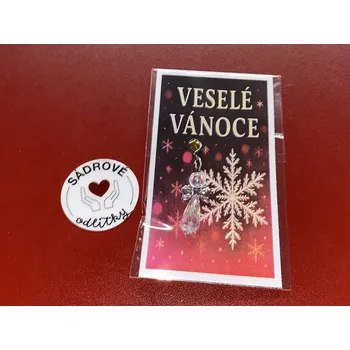 VESELÉ
VÁNOCE
SÁDROVÉ
odlitky